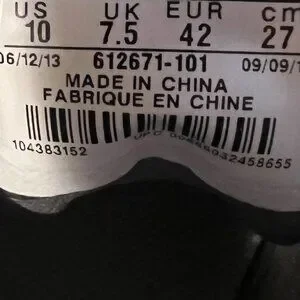 US UK EUR cm
10 7.5 42 27
06/12/13 612671-101 09/09/1
MADE IN CHINA
FABRIQUE EN CHINE
104383152